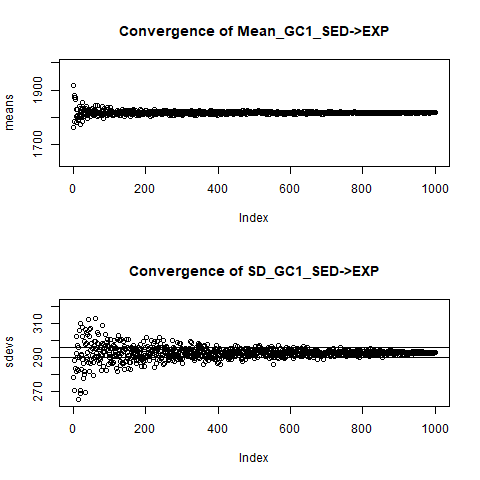 Convergence of Mean_GC1_SED->EXP
means
1900
1700
0 200 400 600 800 1000
Index
Convergence of SD_GC1_SED->EXP
sdevs
310
290
270
0 200 400 600 800 1000
Index